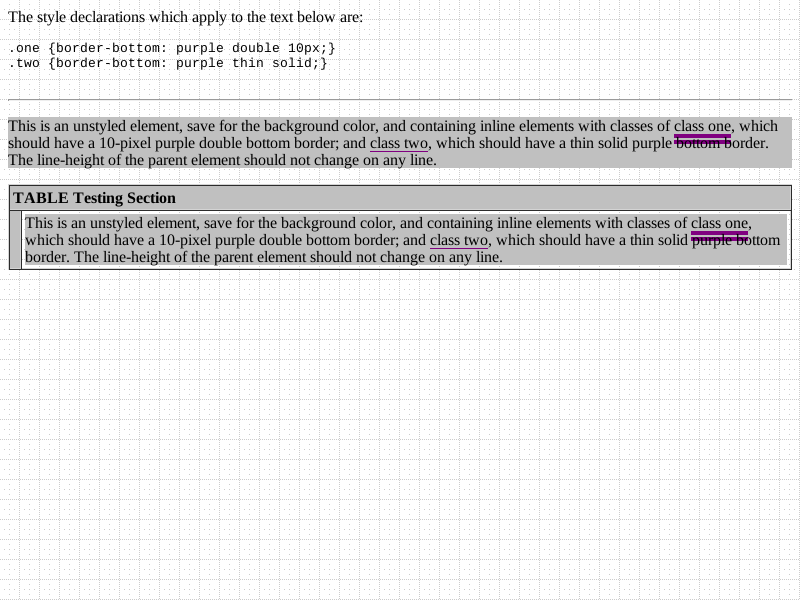 The style declarations which apply to the text below are:
.one {border-bottom: purple double 10px;}
.two {border-bottom: purple thin solid;}
This is an unstyled element, save for the background color, and containing inline elements with classes of class one, which
should have a 10-pixel purple double bottom border; and class two, which should have a thin solid purple bottom border.
The line-height of the parent element should not change on any line.
TABLE Testing Section
This is an unstyled element, save for the background color, and containing inline elements with classes of class one,
which should have a 10-pixel purple double bottom border; and class two, which should have a thin solid purple bottom
border. The line-height of the parent element should not change on any line.